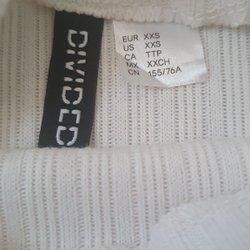 DIVIDED
EUR XXS
US XXS
CA TTP
MX XXCH
CN 155/76A